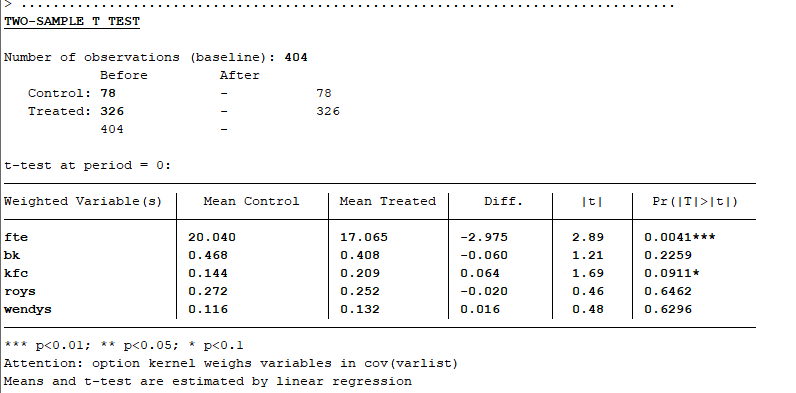 > ..................................................................................
TWO-SAMPLE T TEST
Number of observations (baseline): 404
Before After
Control: 78 - 78
Treated: 326 - 326
404 -
t-test at period = 0:
Weighted Variable(s) Mean Control Mean Treated Diff. |t| Pr(|T|>|t|)
fte 20.040 17.065 -2.975 2.89 0.0041***
bk 0.468 0.408 -0.060 1.21 0.2259
kfc 0.144 0.209 0.064 1.69 0.0911*
roys 0.272 0.252 -0.020 0.46 0.6462
wendys 0.116 0.132 0.016 0.48 0.6296
*** p<0.01; ** p<0.05; * p<0.1
Attention: option kernel weighs variables in cov(varlist)
Means and t-test are estimated by linear regression